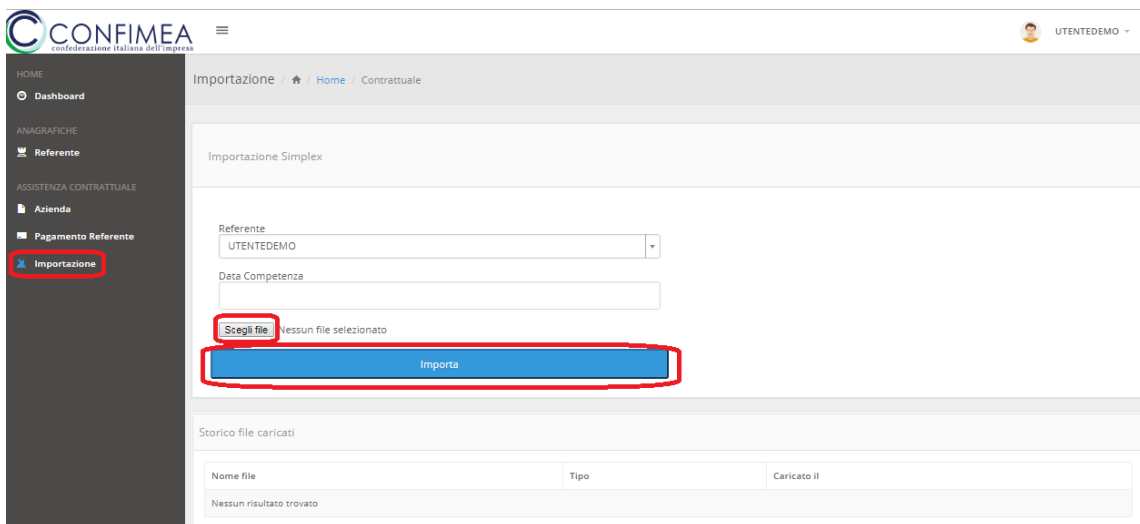 CONFIMEA
confederazione italiana dell'impresa
UTENTEDEMO
HOME
Dashboard
ANAGRAFICHE
Referente
ASSISTENZA CONTRATTUALE
Azienda
Pagamento Referente
Importazione
Importazione / / Home / Contrattuale
Importazione Simplex
Referente
UTENTEDEMO
Data Competenza
Scegli file Nessun file selezionato
Importa
Storico file caricati
Nome file Tipo Caricato il
Nessun risultato trovato